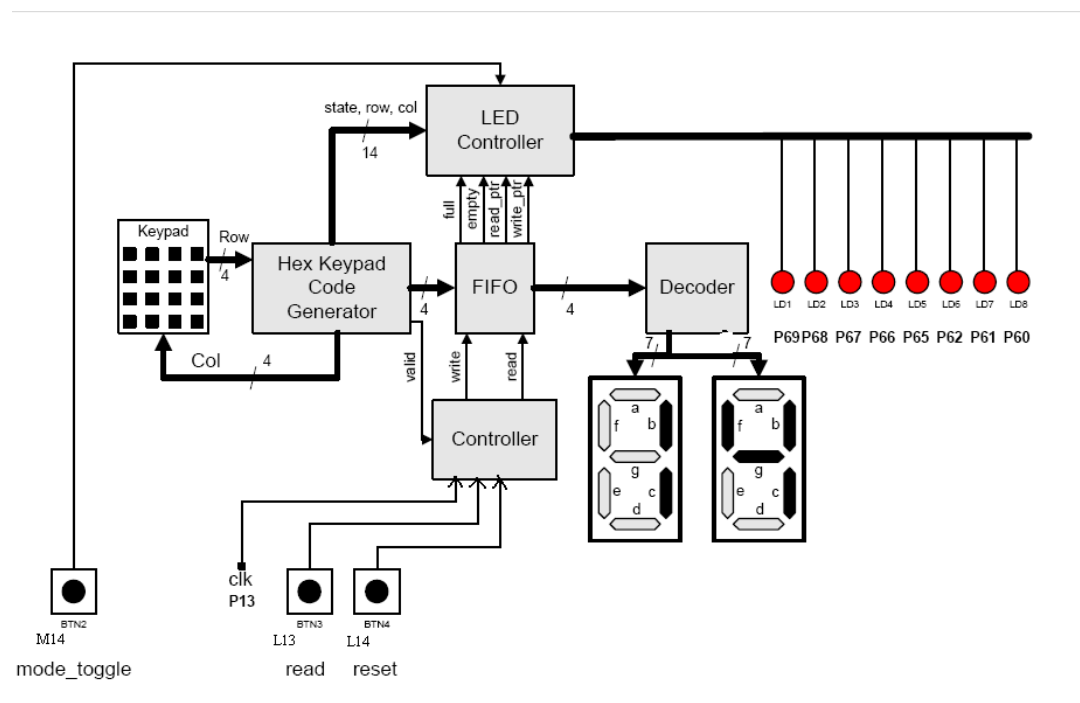 state, row, col
14
LED
Controller
full
empty
read_ptr
write_ptr
Keypad
Row
4
Hex Keypad
Code
Generator
4
FIFO
4
Decoder
LD1
LD2
LD3
LD4
LD5
LD6
LD7
LD8
P69
P68
P67
P66
P65
P62
P61
P60
Col
4
valid
write
read
7
7
Controller
a
f
b
g
e
c
d
a
f
b
g
e
c
d
clk
P13
BTN2
M14
mode_toggle
BTN3
L13
read
BTN4
L14
reset